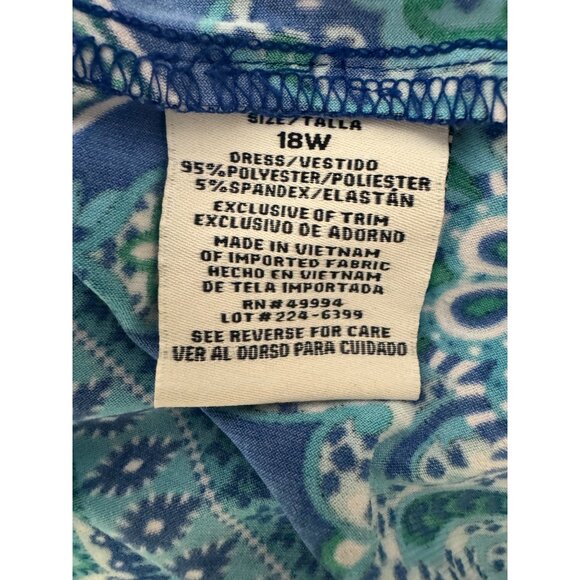 SIZE/TALLA
18W
DRESS/VESTIDO
95%POLYESTER/POLIESTER
5%SPANDEX/ELASTÁN
EXCLUSIVE OF TRIM
EXCLUSIVO DE ADORNO
MADE IN VIETNAM
OF IMPORTED FABRIC
HECHO EN VIETNAM
DE TELA IMPORTADA
RN#49994
LOT#224-6399
SEE REVERSE FOR CARE
VER AL DORSO PARA CUIDADO